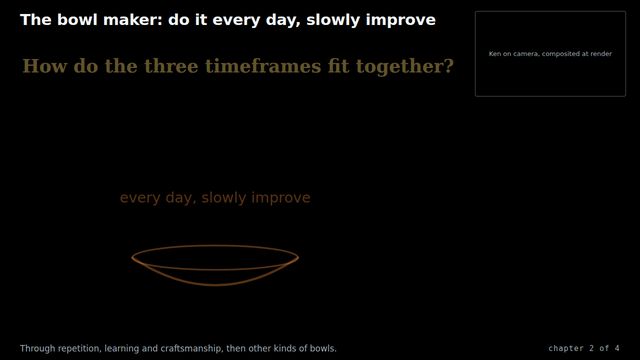 The bowl maker: do it every day, slowly improve
Ken on camera, composited at render
How do the three timeframes fit together?
every day, slowly improve
Through repetition, learning and craftsmanship, then other kinds of bowls.
chapter 2 of 4